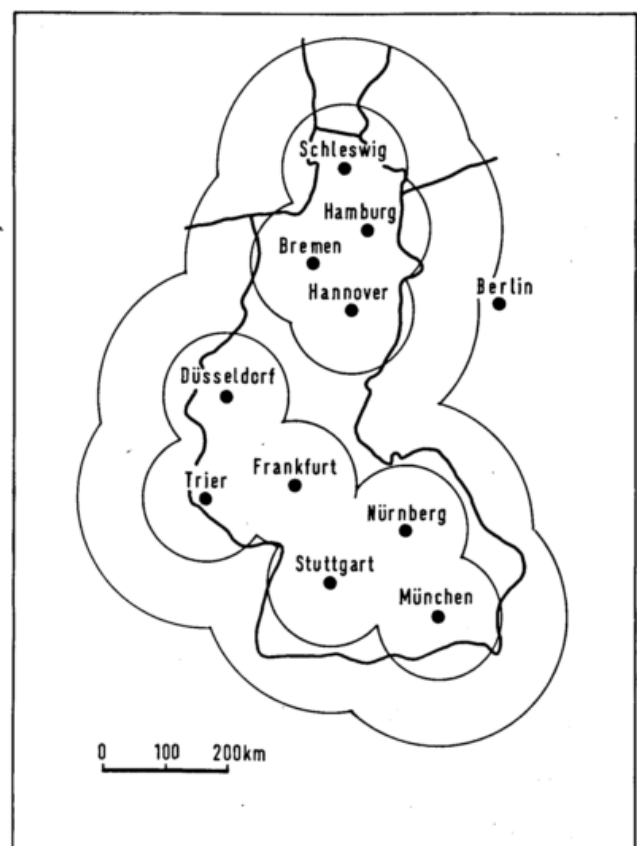 Schleswig
Hamburg
Bremen
Hannover
Berlin
Düsseldorf
Trier
Frankfurt
Nürnberg
Stuttgart
München
0 100 200km